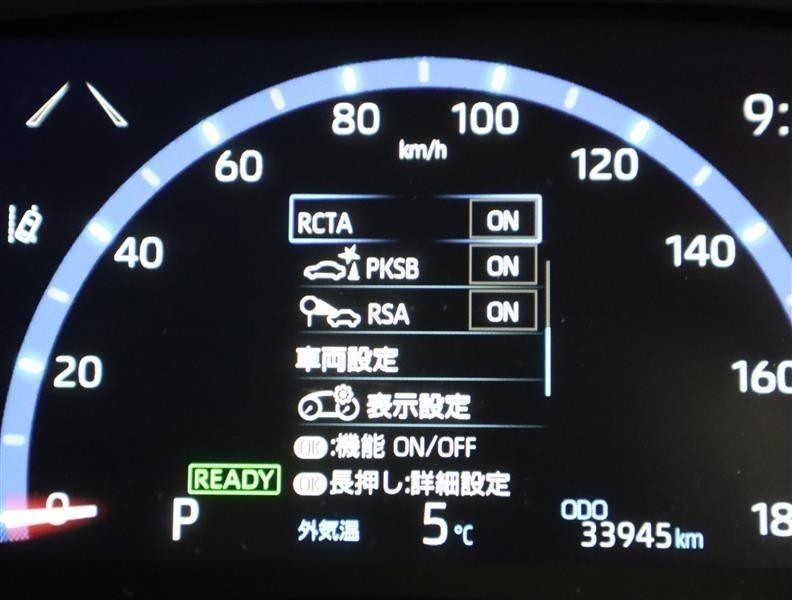 80
100
9:
km/h
60
120
RCTA ON
40
140
PKSB ON
RSA ON
車両設定
20
160
表示設定
OK:機能 ON/OFF
READY
OK長押し:詳細設定
0
P
外気温
5℃
ODO
33945km
18